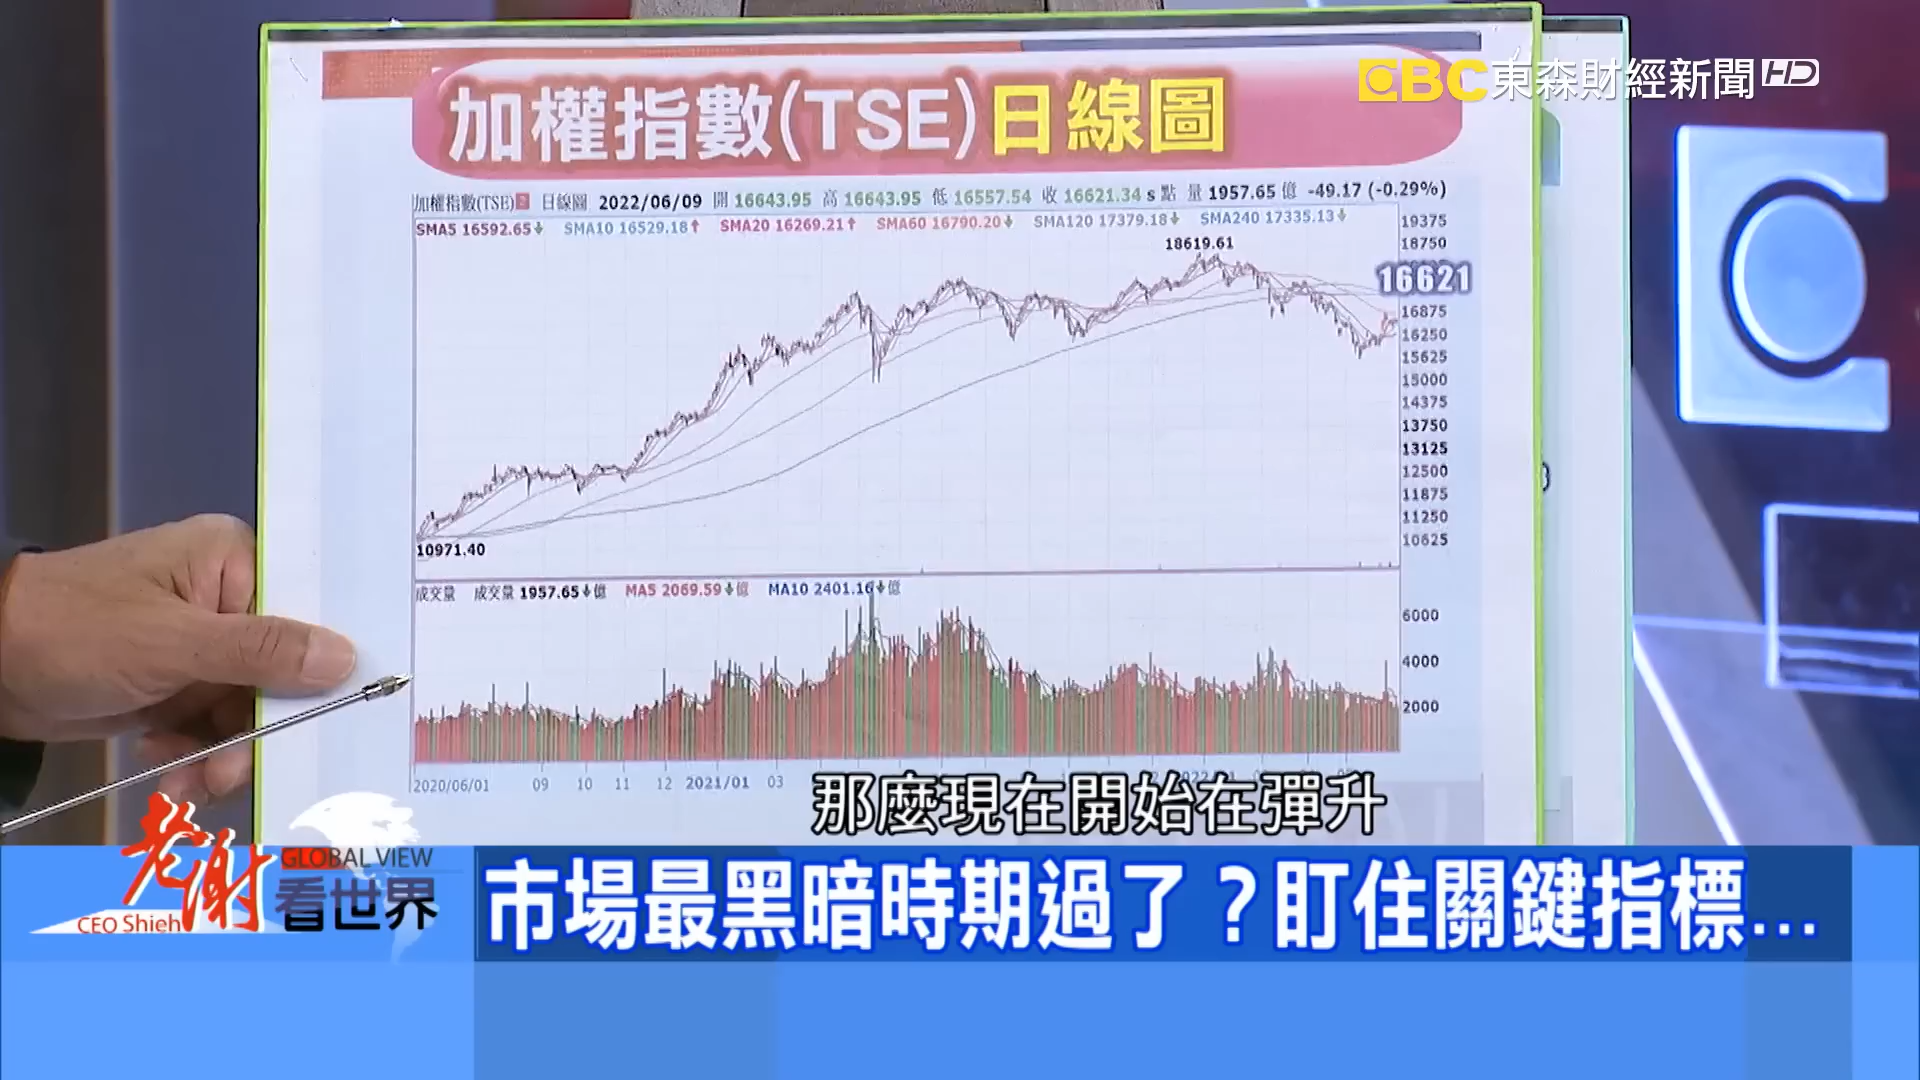 EBC東森財經新聞HD
加權指數(TSE)日線圖
加權指數(TSE) 日線圖 2022/06/09 開 16643.95 高 16643.95 低 16557.54 收 16621.34 s 點 量 1957.65 億 -49.17 (-0.29%)
SMA5 16592.65↓ SMA10 16529.18↑ SMA20 16269.21↑ SMA60 16790.20↓ SMA120 17379.18↓ SMA240 17335.13↓
19375
18619.61
18750
16621
16875
16250
15625
15000
14375
13750
13125
12500
11875
11250
10625
10971.40
成交量 成交量 1957.65↓億 MA5 2069.59↓億 MA10 2401.16↓億
6000
4000
2000
2020/06/01 09 10 11 12 2021/01 03
那麼現在開始在彈升
老謝
GLOBAL VIEW
看世界
CEO Shieh
市場最黑暗時期過了？盯住關鍵指標...